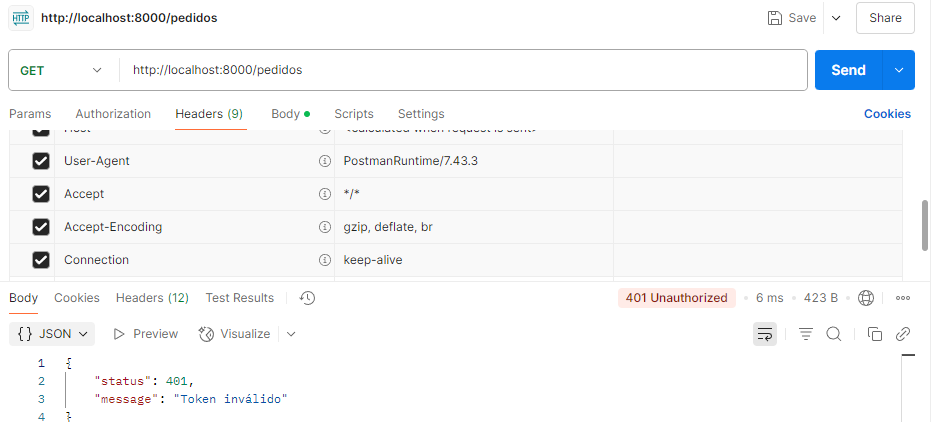 HTTP http://localhost:8000/pedidos Save Share
GET http://localhost:8000/pedidos Send
Params Authorization Headers (9) Body Scripts Settings Cookies
Host <calculated when request is sent>
User-Agent PostmanRuntime/7.43.3
Accept */*
Accept-Encoding gzip, deflate, br
Connection keep-alive
Body Cookies Headers (12) Test Results 401 Unauthorized • 6 ms • 423 B
{} JSON Preview Visualize
1 {
2 "status": 401,
3 "message": "Token inválido"
4 }